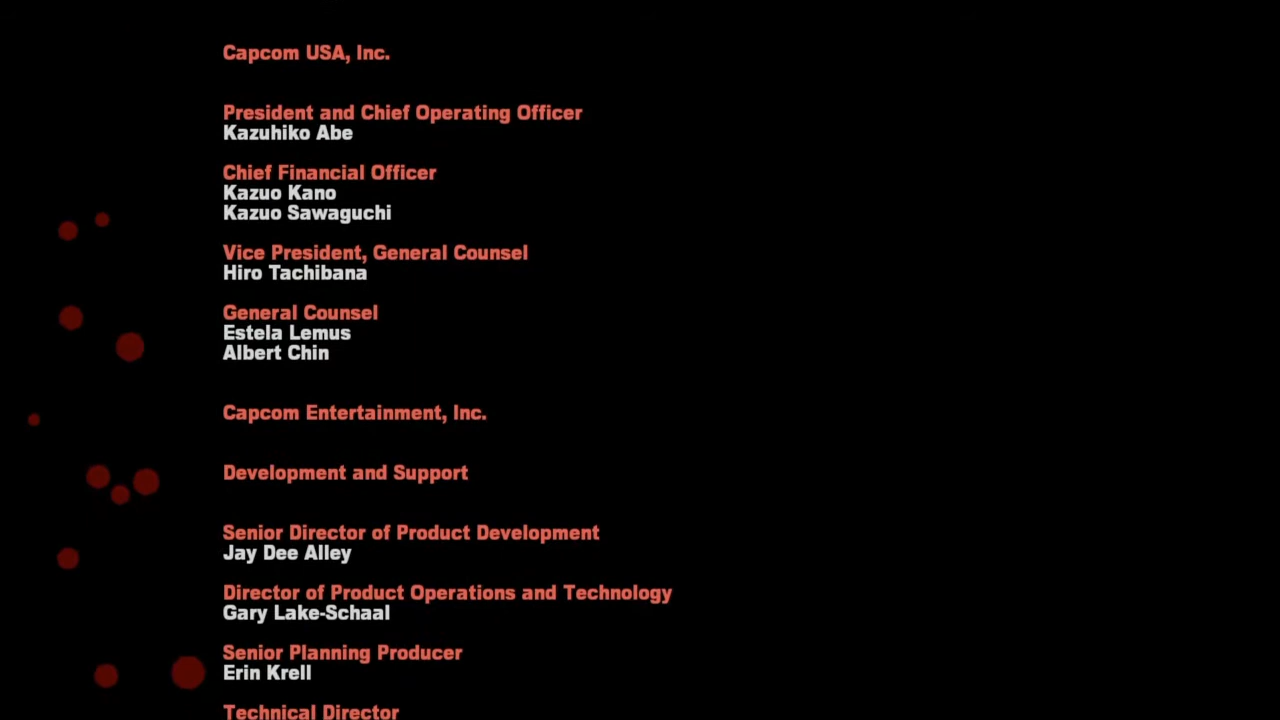 Capcom USA, Inc.
President and Chief Operating Officer
Kazuhiko Abe
Chief Financial Officer
Kazuo Kano
Kazuo Sawaguchi
Vice President, General Counsel
Hiro Tachibana
General Counsel
Estela Lemus
Albert Chin
Capcom Entertainment, Inc.
Development and Support
Senior Director of Product Development
Jay Dee Alley
Director of Product Operations and Technology
Gary Lake-Schaal
Senior Planning Producer
Erin Krell
Technical Director